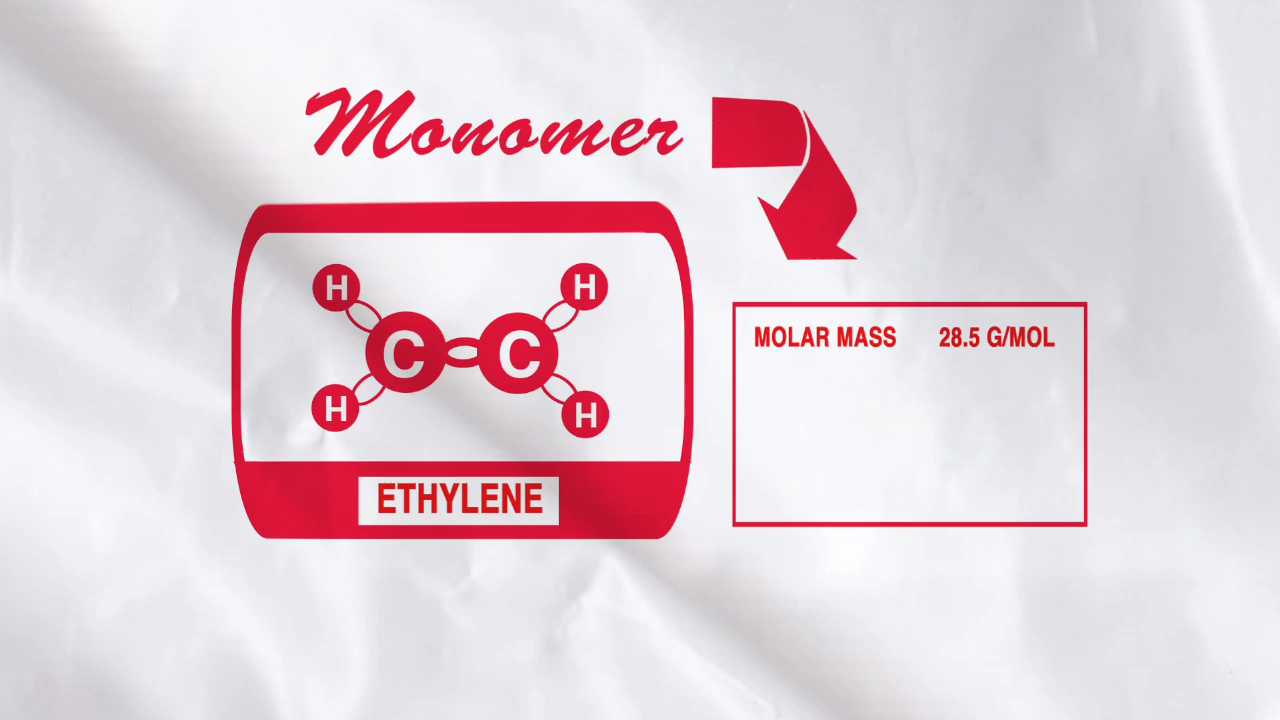 Monomer
H H
C C
H H
ETHYLENE
MOLAR MASS 28.5 G/MOL